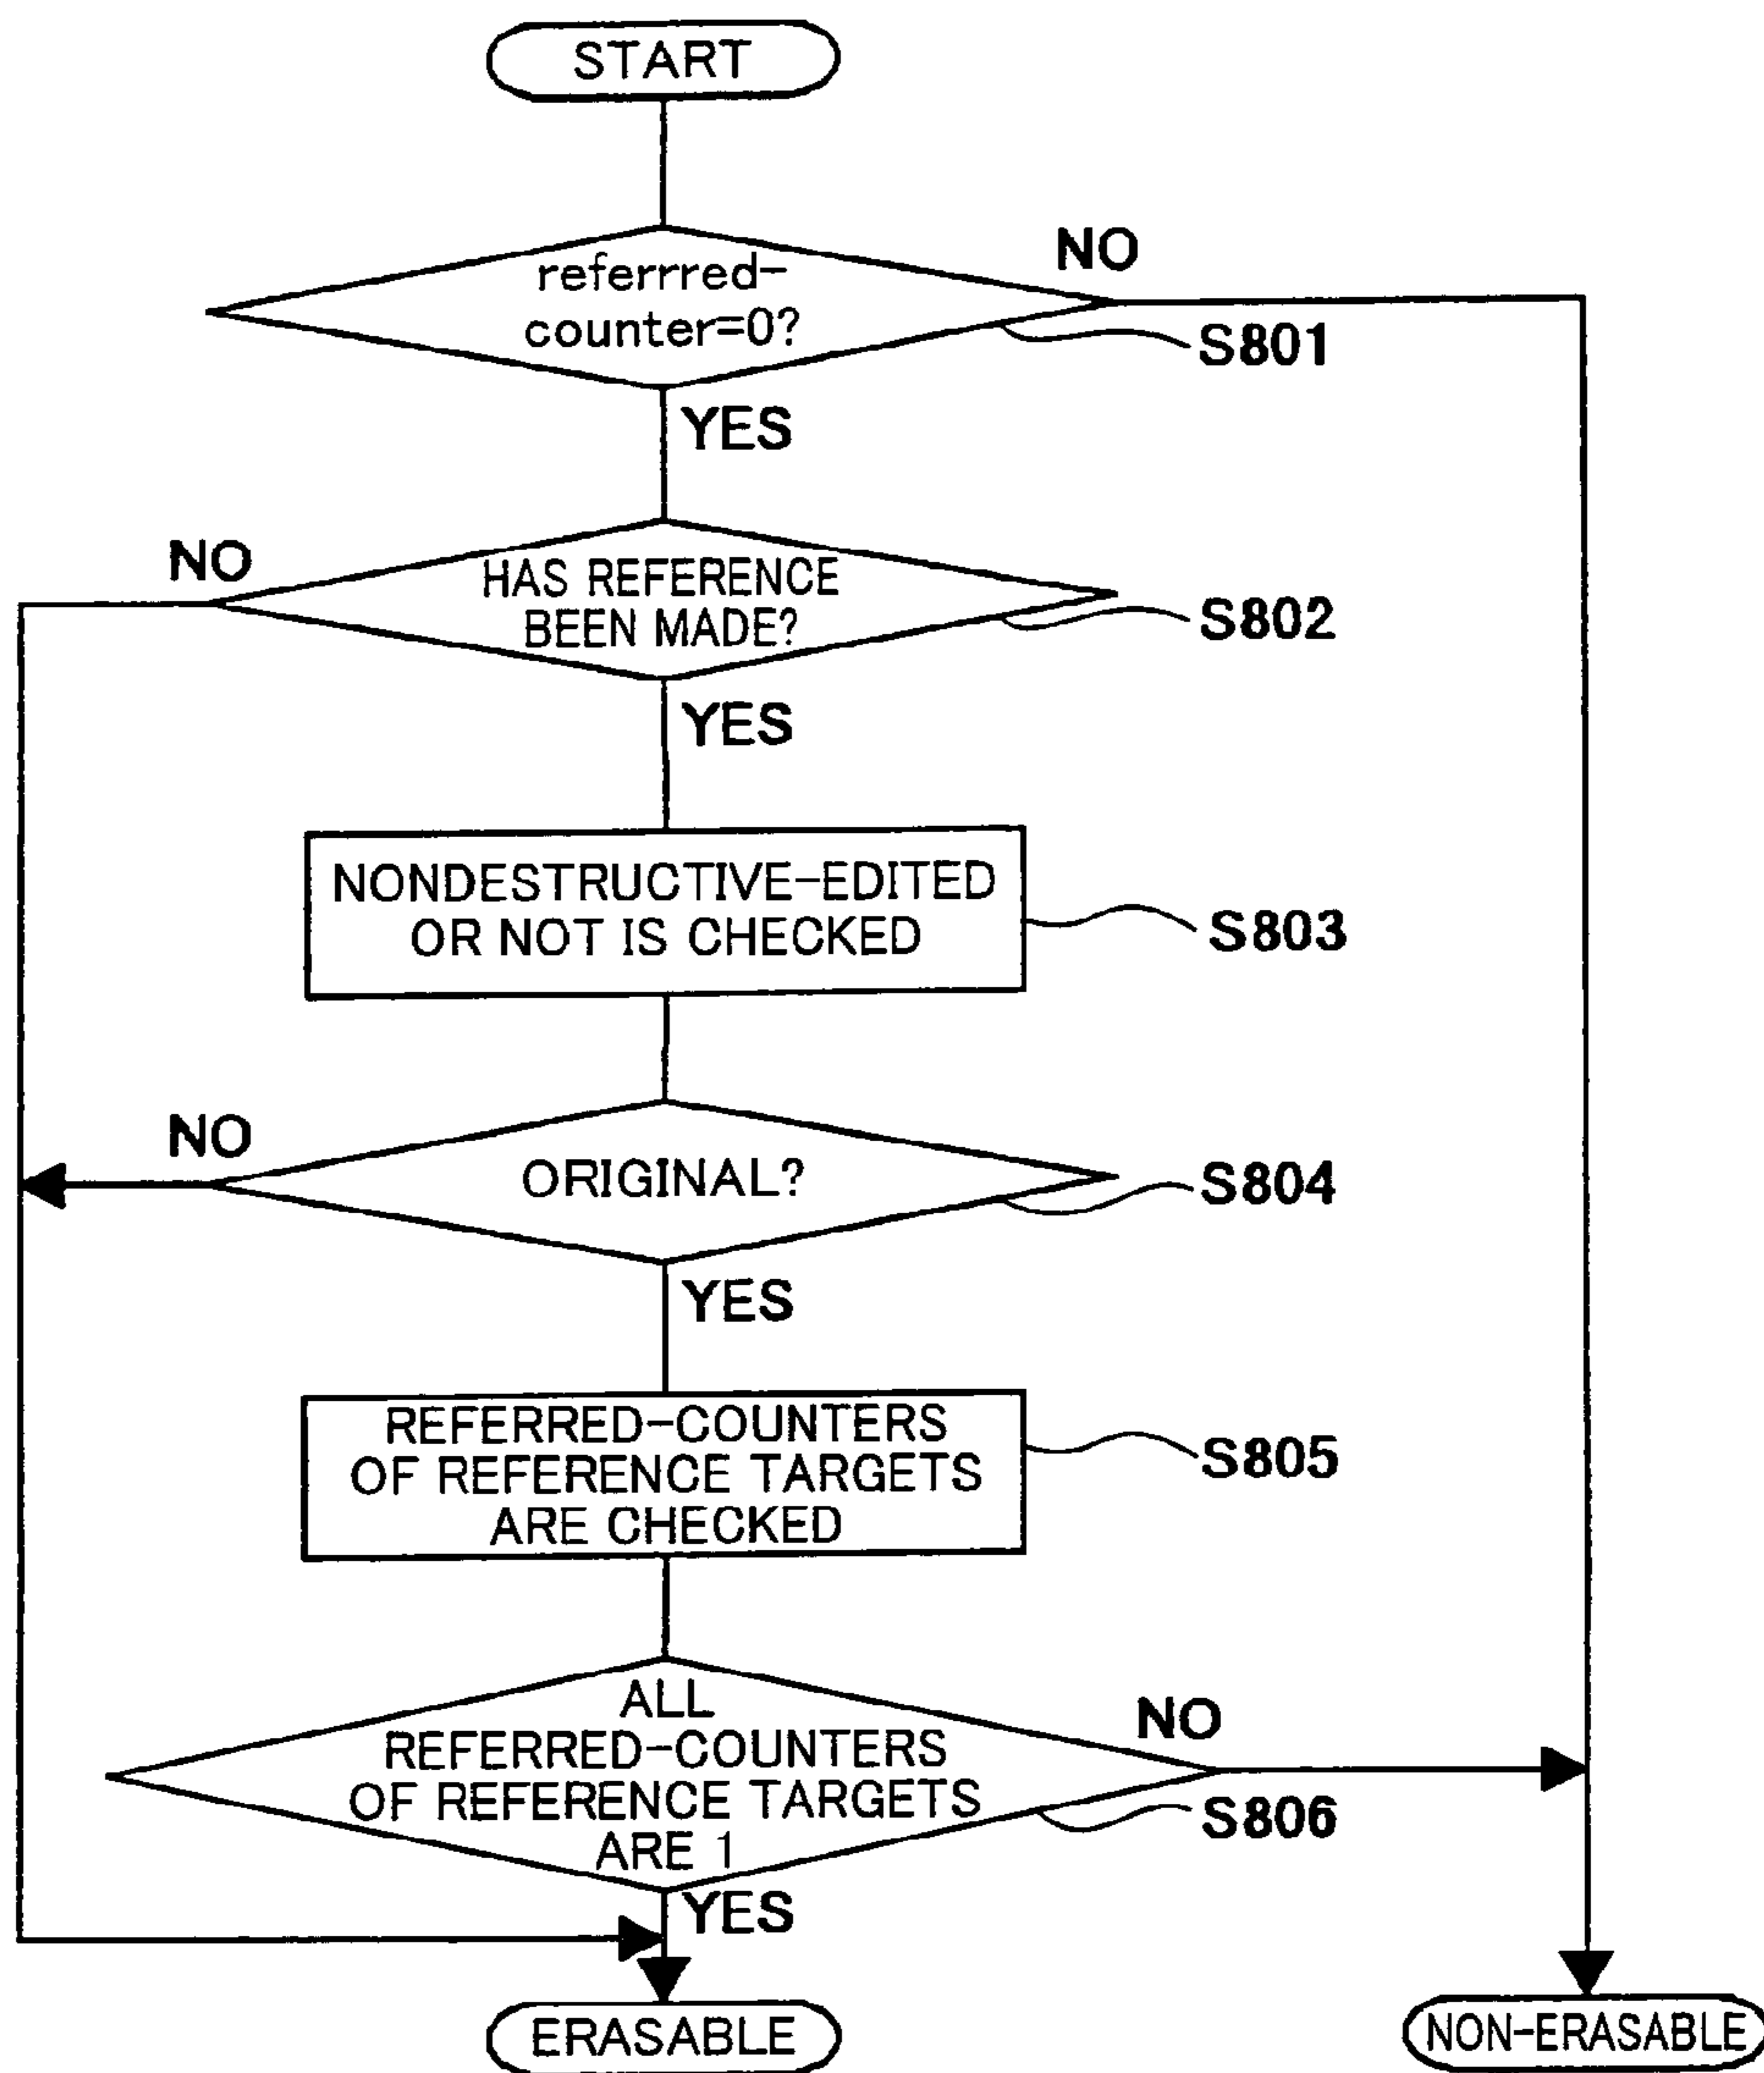 START
NO
referrred-
counter=0?
S801
YES
NO
HAS REFERENCE
BEEN MADE?
S802
YES
NONDESTRUCTIVE-EDITED
OR NOT IS CHECKED
S803
NO
ORIGINAL?
S804
YES
REFERRED-COUNTERS
OF REFERENCE TARGETS
ARE CHECKED
S805
ALL
REFERRED-COUNTERS
OF REFERENCE TARGETS
ARE 1
NO
S806
YES
ERASABLE
NON-ERASABLE